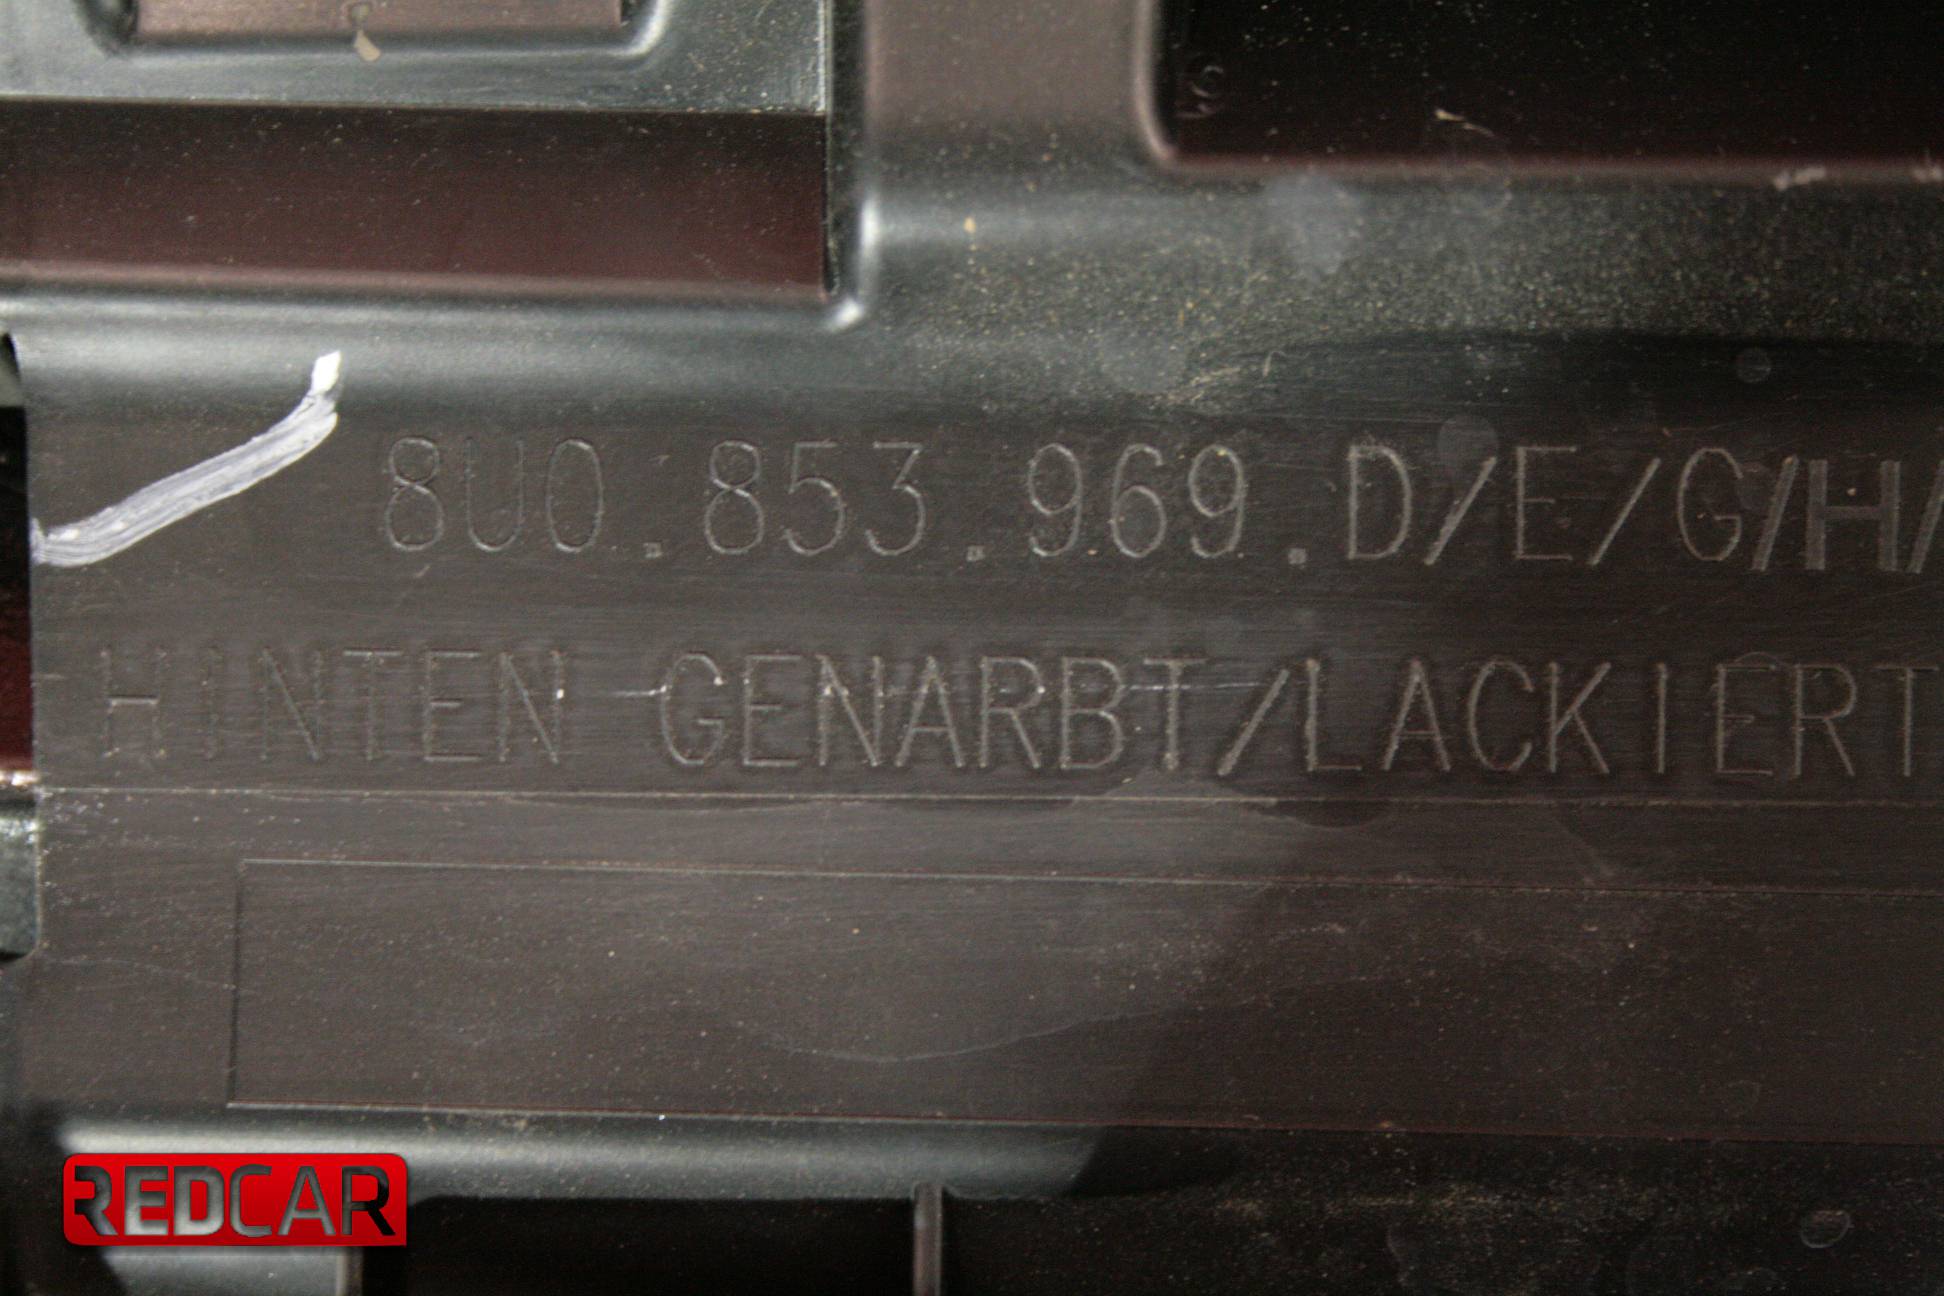 8U0.853.969.D/E/G/H/
HINTEN GENARBT/LACKIERT
REDCAR